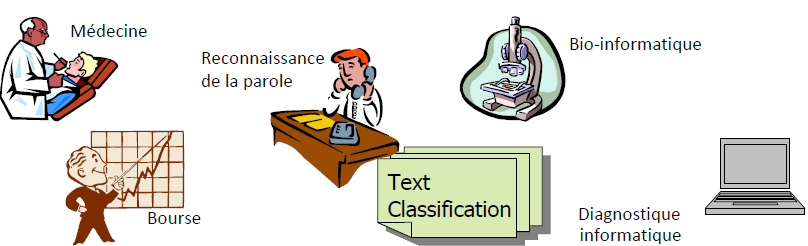 Médecine
Reconnaissance
de la parole
Bio-informatique
Bourse
Text
Classification
Diagnostique
informatique